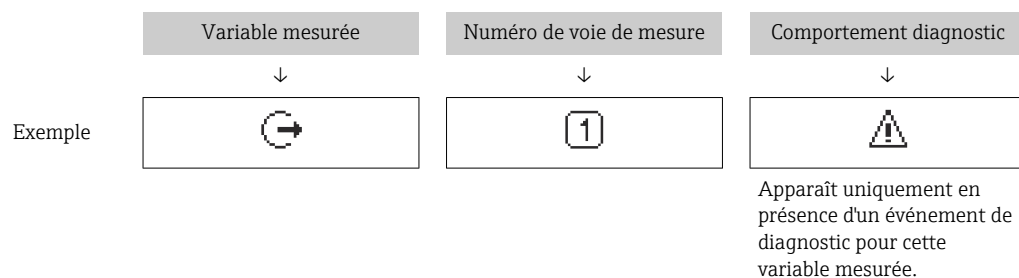 Variable mesurée
Numéro de voie de mesure
Comportement diagnostic
↓
↓
↓
Exemple
1
Apparaît uniquement en
présence d'un événement de
diagnostic pour cette
variable mesurée.